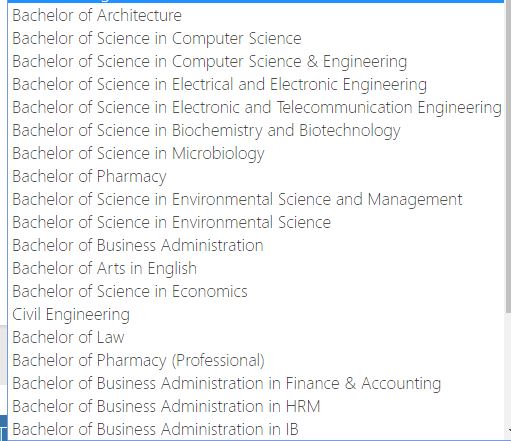 Bachelor of Architecture
Bachelor of Science in Computer Science
Bachelor of Science in Computer Science & Engineering
Bachelor of Science in Electrical and Electronic Engineering
Bachelor of Science in Electronic and Telecommunication Engineering
Bachelor of Science in Biochemistry and Biotechnology
Bachelor of Science in Microbiology
Bachelor of Pharmacy
Bachelor of Science in Environmental Science and Management
Bachelor of Science in Environmental Science
Bachelor of Business Administration
Bachelor of Arts in English
Bachelor of Science in Economics
Civil Engineering
Bachelor of Law
Bachelor of Pharmacy (Professional)
Bachelor of Business Administration in Finance & Accounting
Bachelor of Business Administration in HRM
Bachelor of Business Administration in IB